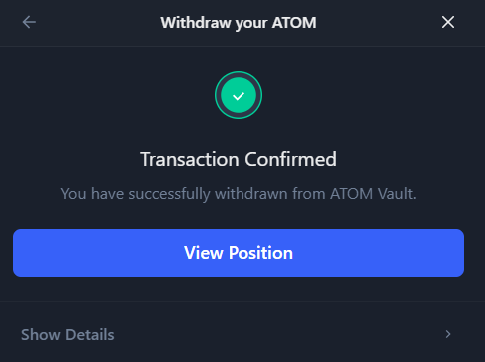 Withdraw your ATOM
Transaction Confirmed
You have successfully withdrawn from ATOM Vault.
View Position
Show Details